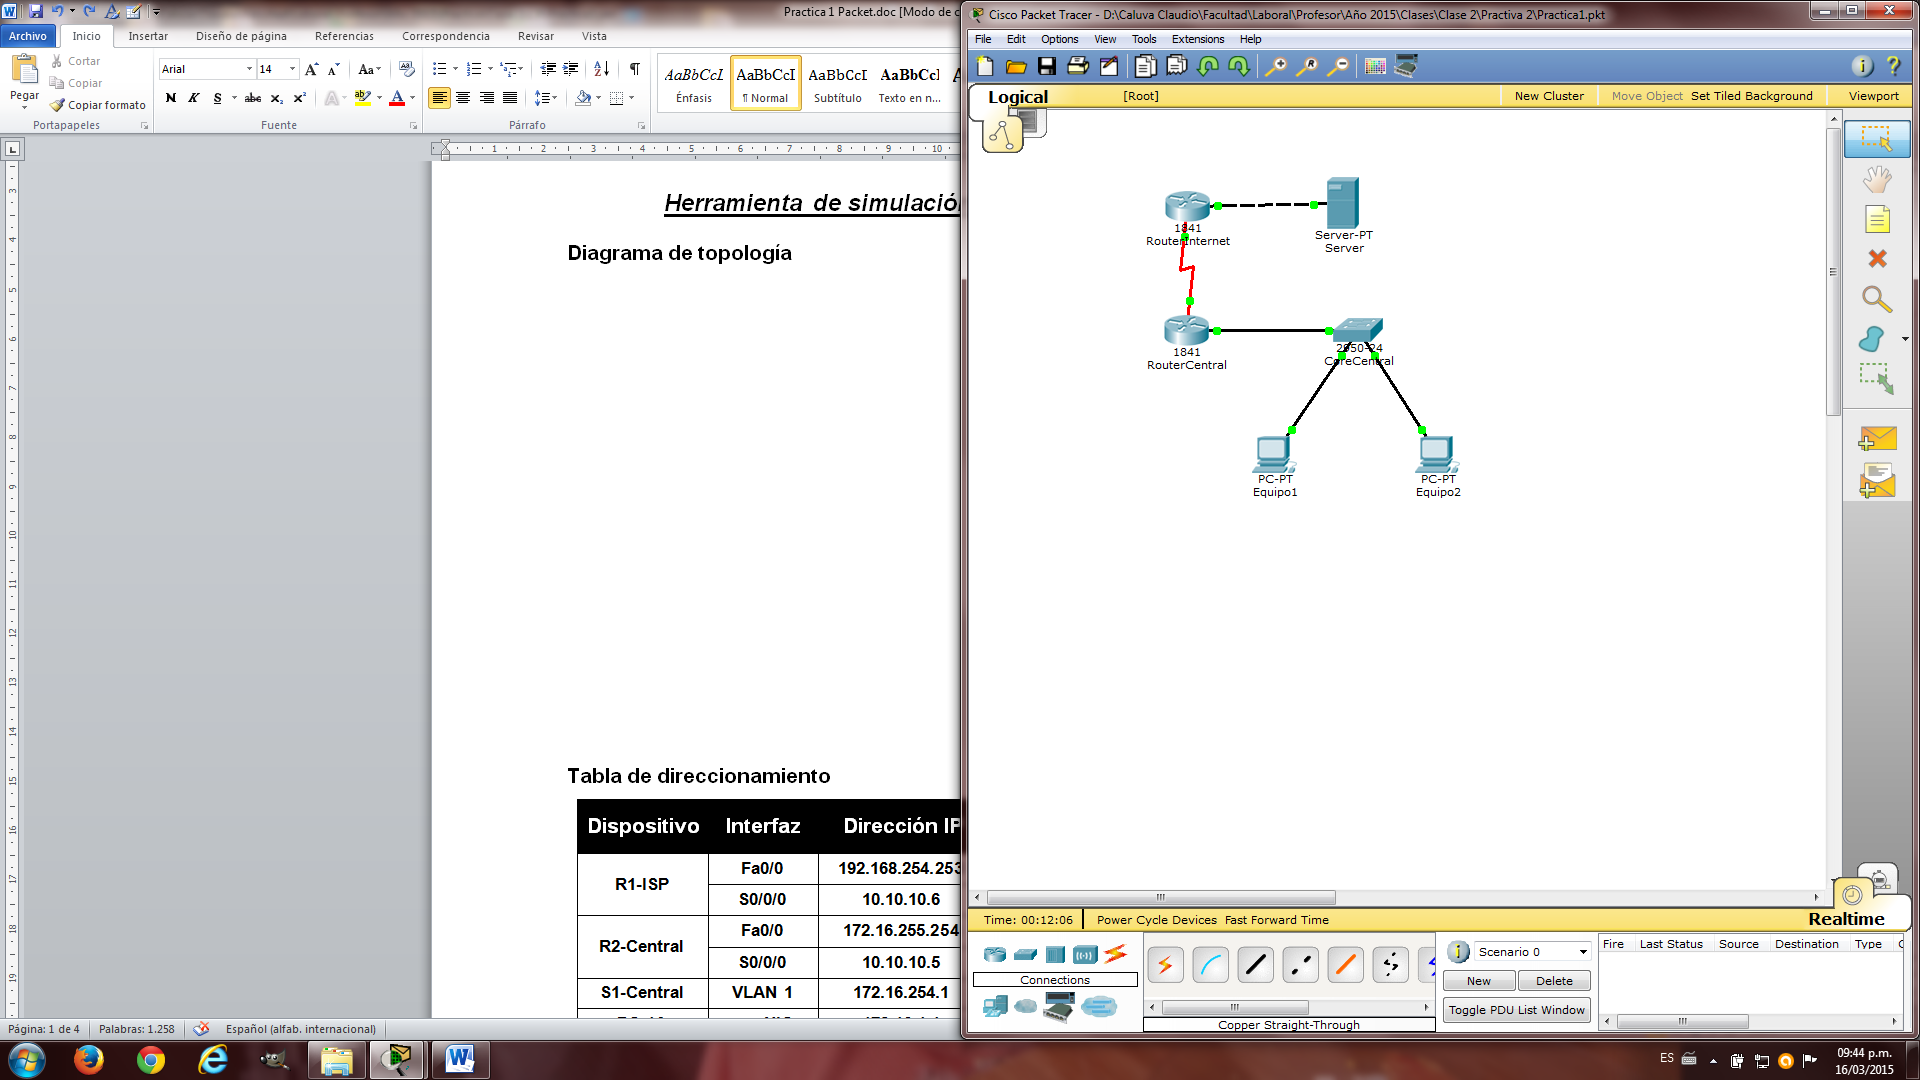 Practica 1 Packet.doc [Modo de c
Archivo Inicio Insertar Diseño de página Referencias Correspondencia Revisar Vista
Pegar
Cortar
Copiar
Copiar formato
Portapapeles
Arial 14
Fuente
Párrafo
AaBbCcL AaBbCcI AaBbCcI AaBbCcl
Énfasis ¶ Normal Subtítulo Texto en n...
Herramienta de simulació
Diagrama de topología
Tabla de direccionamiento
Dispositivo Interfaz Dirección IP
R1-ISP Fa0/0 192.168.254.253
S0/0/0 10.10.10.6
R2-Central Fa0/0 172.16.255.254
S0/0/0 10.10.10.5
S1-Central VLAN 1 172.16.254.1
Página: 1 de 4 Palabras: 1.258 Español (alfab. internacional)
Cisco Packet Tracer - D:\Caluva Claudio\Facultad\Laboral\Profesor\Año 2015\Clases\Clase 2\Practiva 2\Practica1.pkt
File Edit Options View Tools Extensions Help
Logical [Root] New Cluster Move Object Set Tiled Background Viewport
1841
RouterInternet
Server-PT
Server
1841
RouterCentral
2950-24
CoreCentral
PC-PT
Equipo1
PC-PT
Equipo2
Time: 00:12:06 Power Cycle Devices Fast Forward Time
Realtime
Connections
Copper Straight-Through
Scenario 0
New Delete
Toggle PDU List Window
Fire Last Status Source Destination Type
ES
09:44 p.m.
16/03/2015